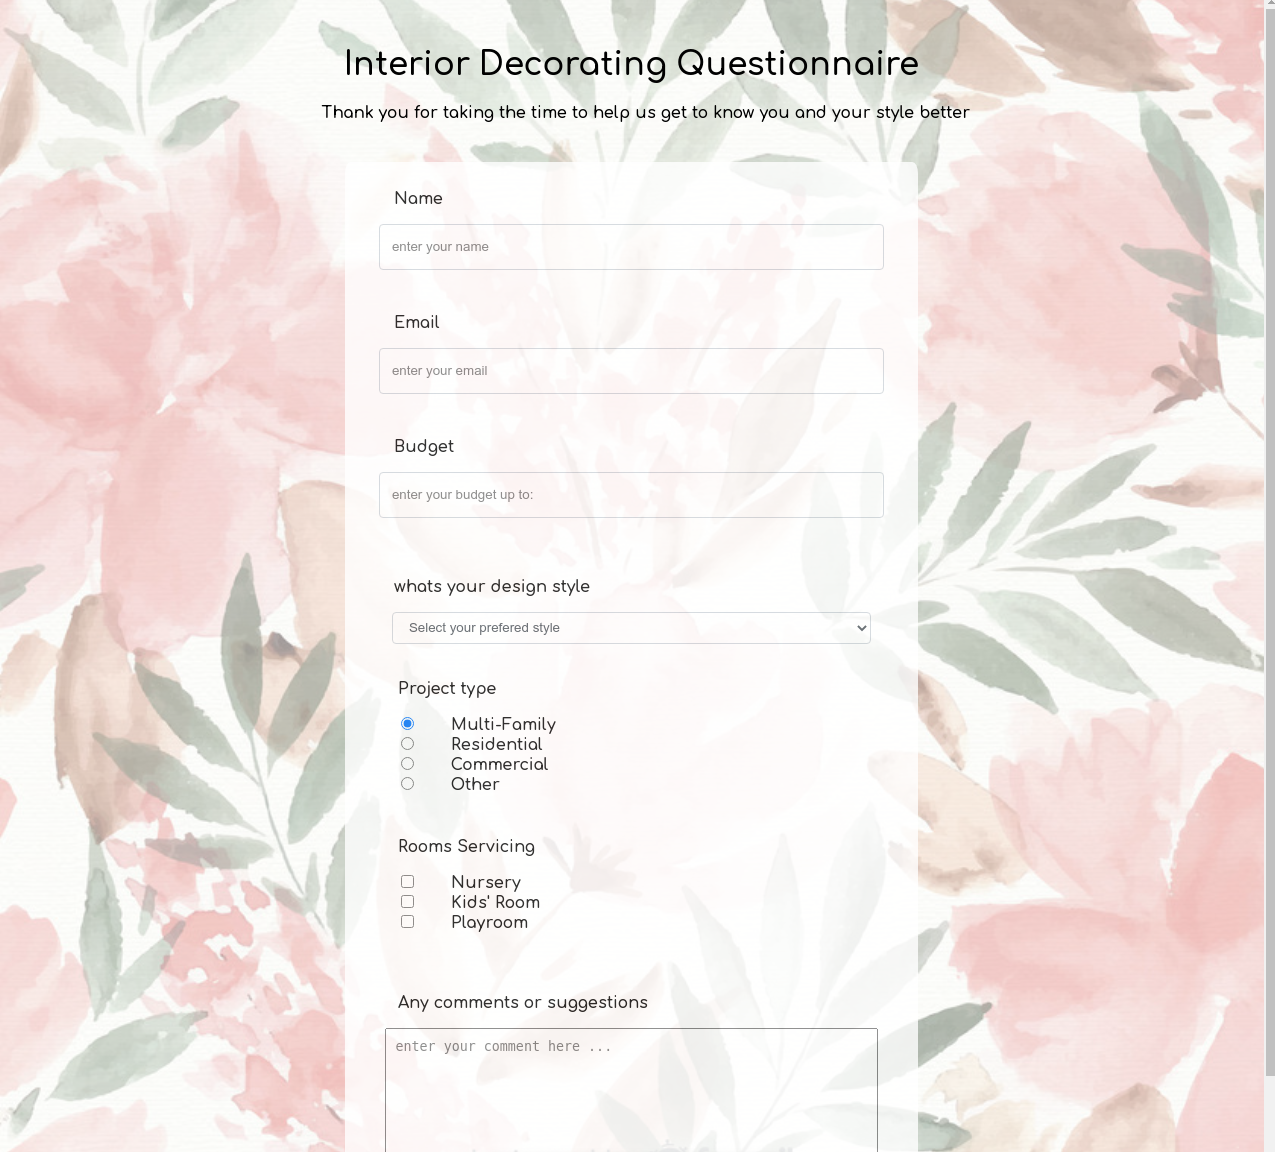 Interior Decorating Questionnaire
Thank you for taking the time to help us get to know you and your style better
Name
enter your name
Email
enter your email
Budget
enter your budget up to:
whats your design style
Select your prefered style
Project type
Multi-Family
Residential
Commercial
Other
Rooms Servicing
Nursery
Kids' Room
Playroom
Any comments or suggestions
enter your comment here ...